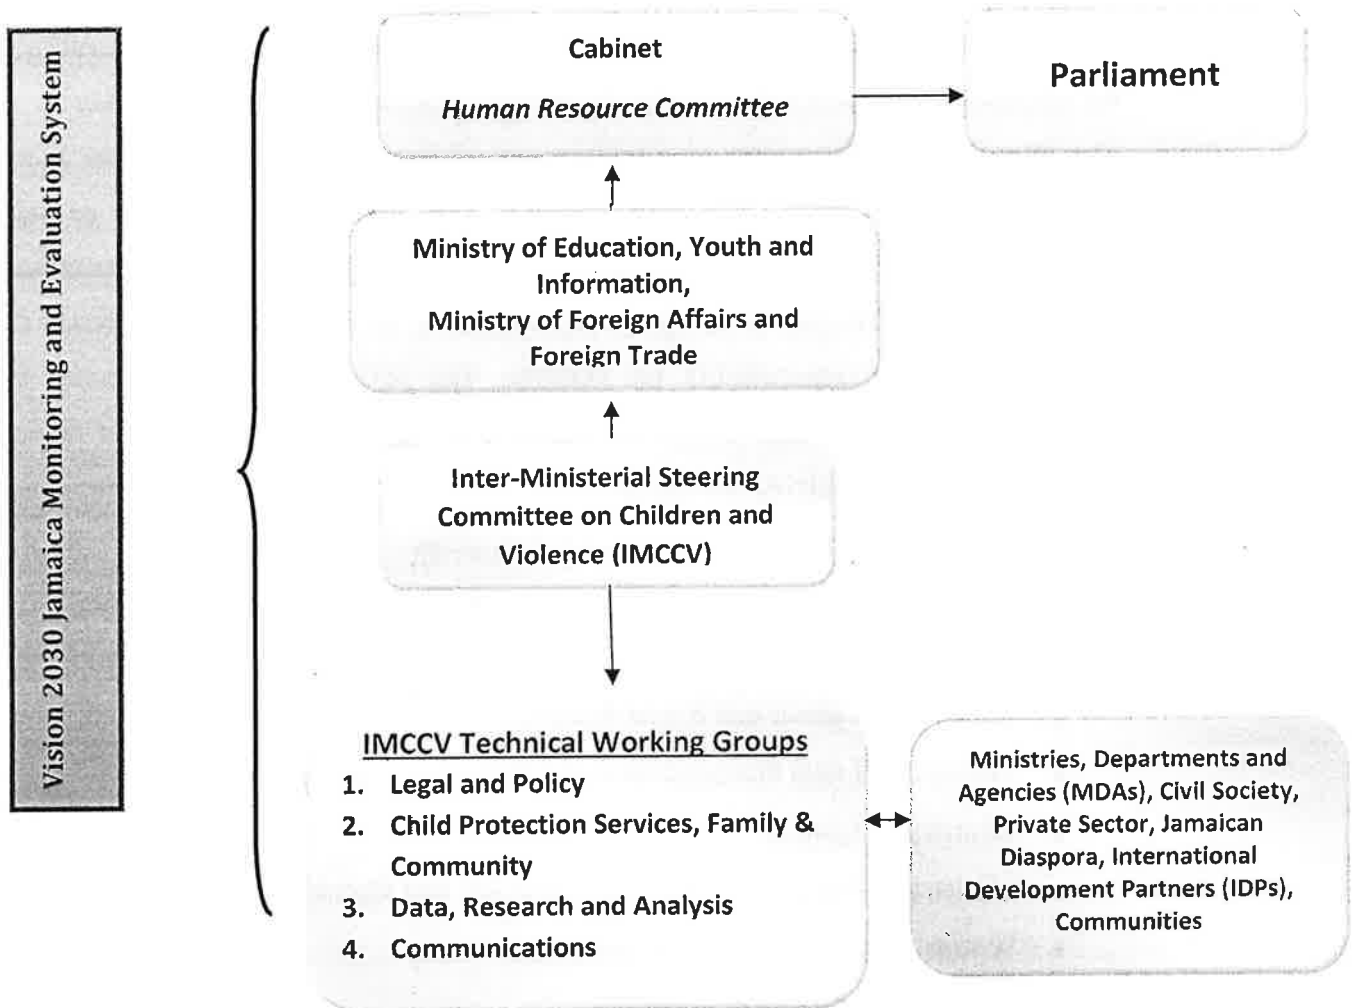 Vision 2030 Jamaica Monitoring and Evaluation System
Cabinet
Human Resource Committee
Parliament
Ministry of Education, Youth and
Information,
Ministry of Foreign Affairs and
Foreign Trade
Inter-Ministerial Steering
Committee on Children and
Violence (IMCCV)
IMCCV Technical Working Groups
1. Legal and Policy
2. Child Protection Services, Family &
Community
3. Data, Research and Analysis
4. Communications
Ministries, Departments and
Agencies (MDAs), Civil Society,
Private Sector, Jamaican
Diaspora, International
Development Partners (IDPs),
Communities